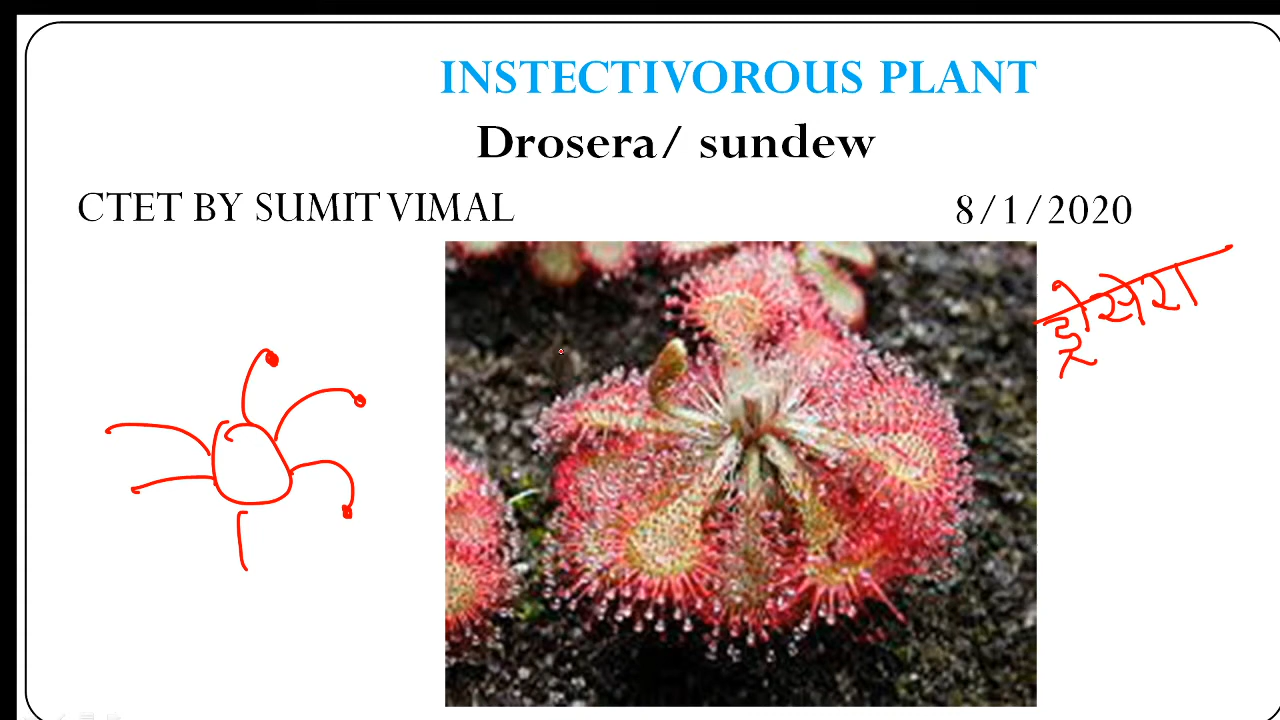 INSTECTIVOROUS PLANT
Drosera/ sundew
CTET BY SUMIT VIMAL
8/1/2020
ड्रोसेरा